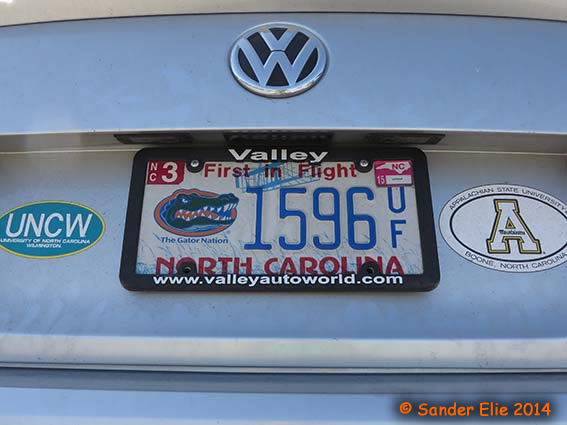 VW
Valley
NC 3
First in Flight
NC
15
1596 UF
The Gator Nation
NORTH CAROLINA
www.valleyautoworld.com
UNCW
UNIVERSITY OF NORTH CAROLINA
WILMINGTON
APPALACHIAN STATE UNIVERSITY
A
Mountaineers
BOONE, NORTH CAROLINA
© Sander Elie 2014